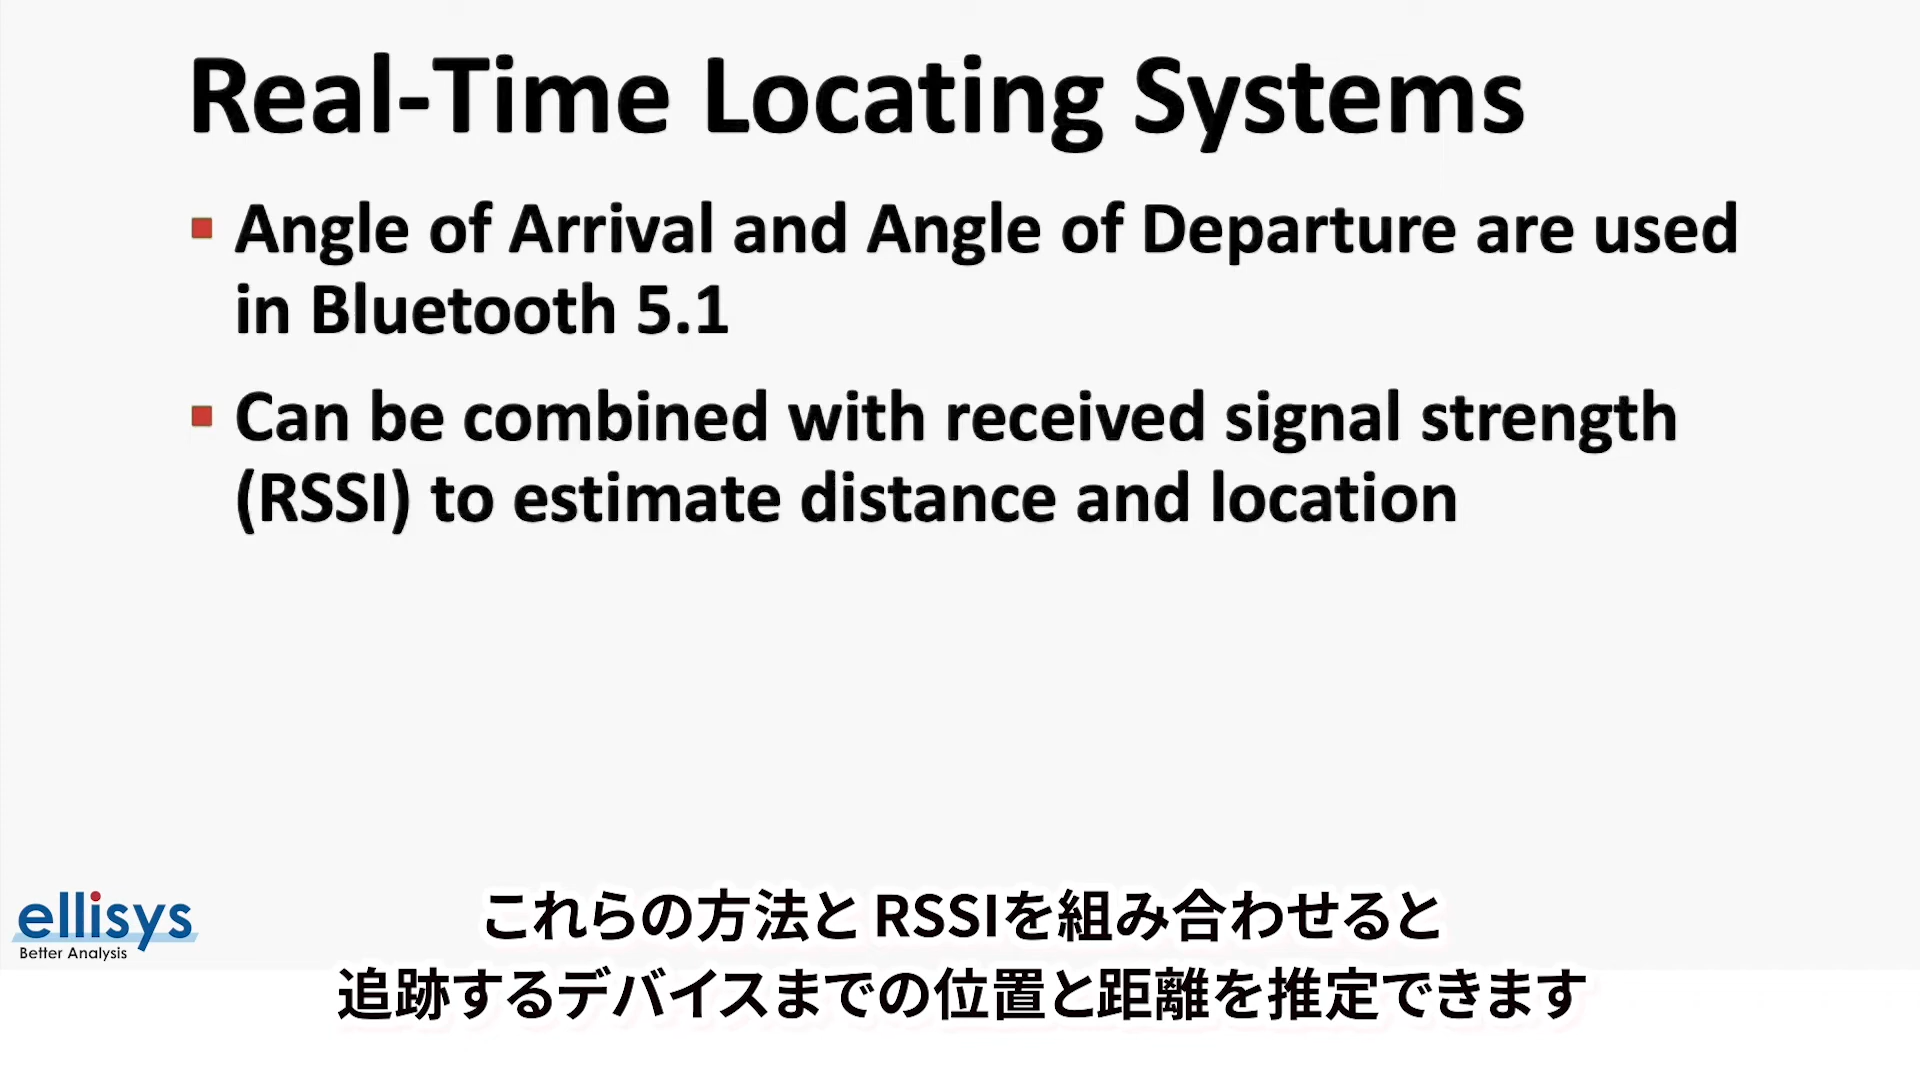 Real-Time Locating Systems
Angle of Arrival and Angle of Departure are used
in Bluetooth 5.1
Can be combined with received signal strength
(RSSI) to estimate distance and location
ellisys
Better Analysis
これらの方法と RSSIを組み合わせると
追跡するデバイスまでの位置と距離を推定できます